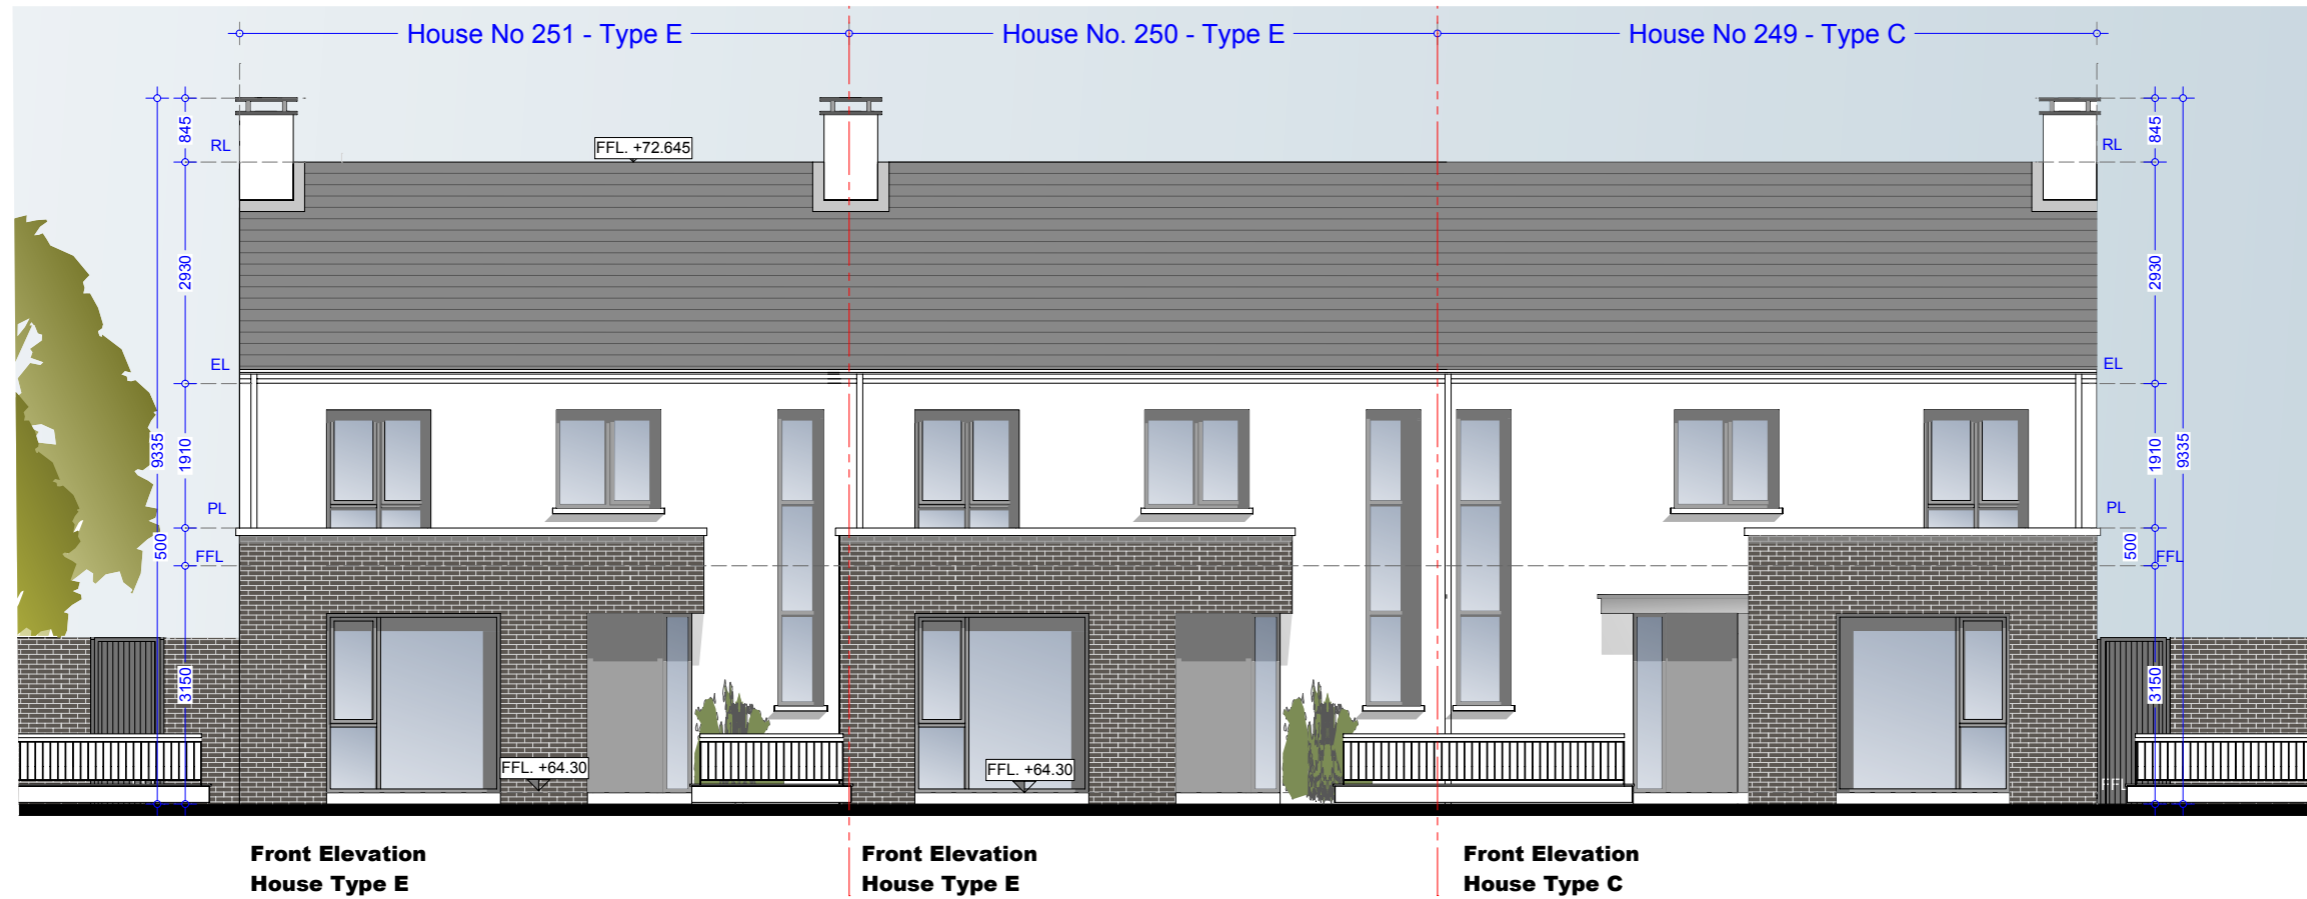 House No 251 - Type E
House No. 250 - Type E
House No 249 - Type C
845
RL
FFL. +72.645
RL
845
2930
2930
EL
EL
9335
1910
1910
9335
PL
PL
500
FFL
500
FFL
3150
3150
FFL. +64.30
FFL. +64.30
FFL
Front Elevation
House Type E
Front Elevation
House Type E
Front Elevation
House Type C